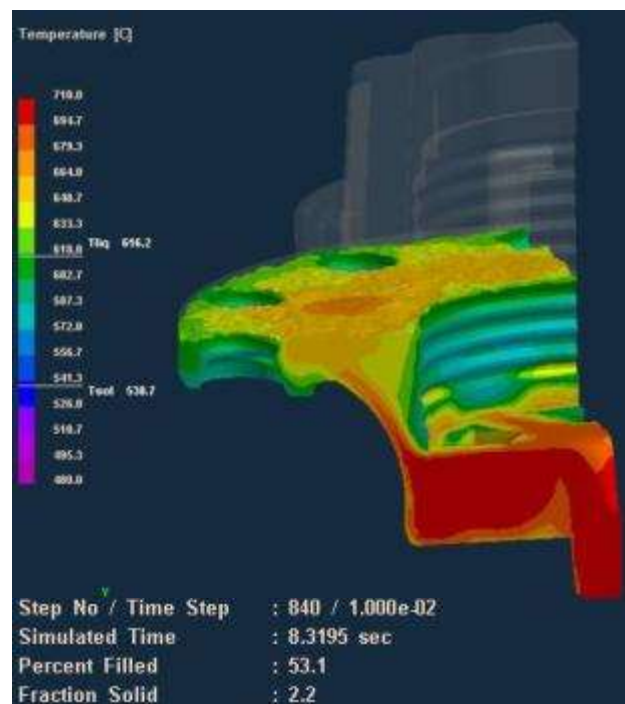 Temperature [C]
710.0
694.7
679.3
664.0
648.7
633.3
618.0
Tliq 616.2
602.7
587.3
572.0
556.7
541.3
Tsol 538.7
526.0
510.7
495.3
480.0
Y
Step No / Time Step : 840 / 1.000e-02
Simulated Time : 8.3195 sec
Percent Filled : 53.1
Fraction Solid : 2.2